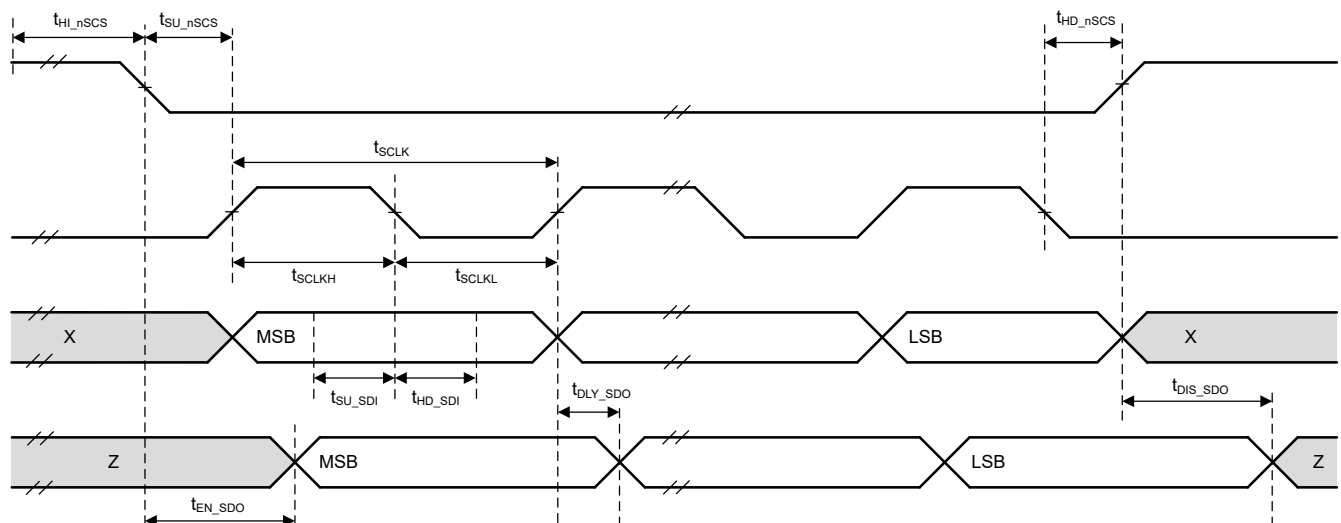 tHI_nSCS tSU_nSCS tHD_nSCS
tSCLK
tSCLKH tSCLKL
X MSB LSB X
tSU_SDI tHD_SDI tDLY_SDO tDIS_SDO
Z MSB LSB Z
tEN_SDO